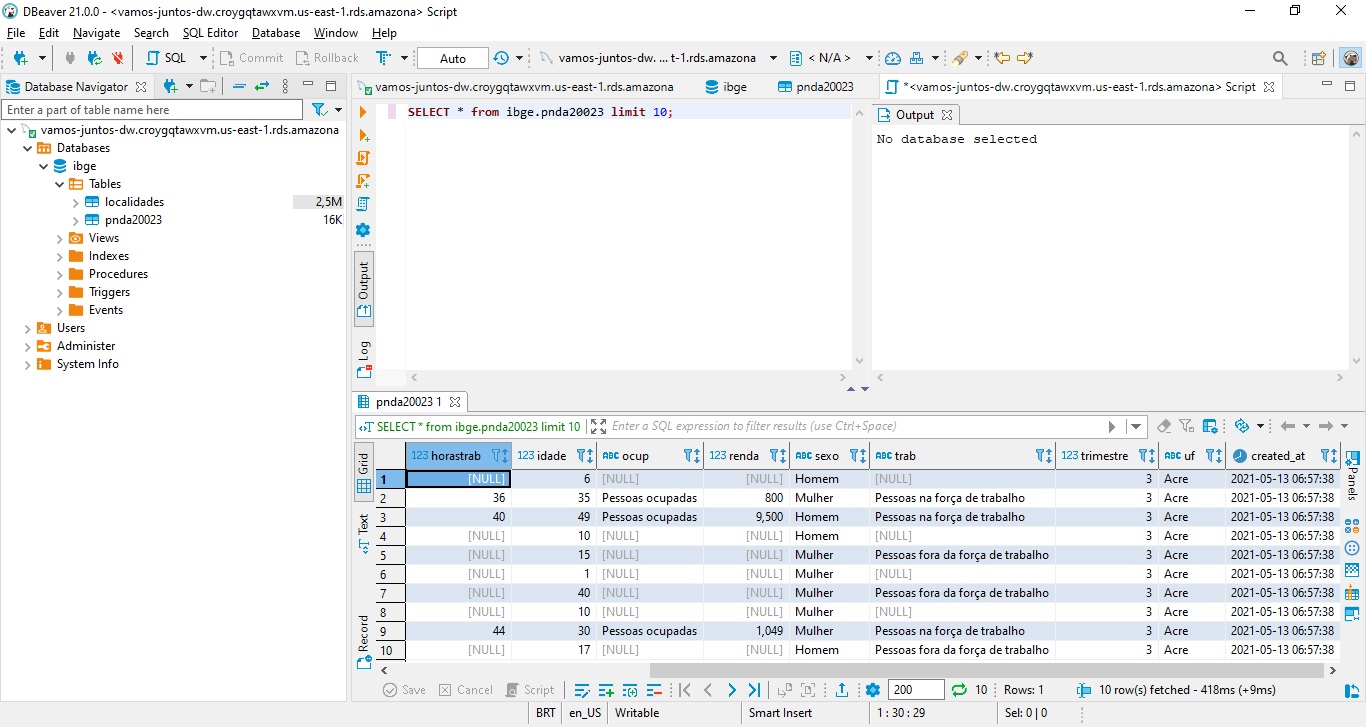 DBeaver 21.0.0 - <vamos-juntos-dw.croygqtawxvm.us-east-1.rds.amazona> Script
File Edit Navigate Search SQL Editor Database Window Help
SQL Commit Rollback T Auto vamos-juntos-dw. ... t-1.rds.amazona < N/A >
Database Navigator
vamos-juntos-dw.croygqtawxvm.us-east-1.rds.amazona ibge pnda20023 *<vamos-juntos-dw.croygqtawxvm.us-east-1.rds.amazona> Script
Enter a part of table name here
vamos-juntos-dw.croygqtawxvm.us-east-1.rds.amazona
Databases
ibge
Tables
localidades 2,5M
pnda20023 16K
Views
Indexes
Procedures
Triggers
Events
Users
Administer
System Info
SELECT * from ibge.pnda20023 limit 10;
Output
Log
Output
No database selected
pnda20023 1
SELECT * from ibge.pnda20023 limit 10 Enter a SQL expression to filter results (use Ctrl+Space)
Grid
Text
Record
123 horastrab 123 idade ABC ocup 123 renda ABC sexo ABC trab 123 trimestre ABC uf created_at
1 [NULL] 6 [NULL] [NULL] Homem [NULL] 3 Acre 2021-05-13 06:57:38
2 36 35 Pessoas ocupadas 800 Mulher Pessoas na força de trabalho 3 Acre 2021-05-13 06:57:38
3 40 49 Pessoas ocupadas 9,500 Homem Pessoas na força de trabalho 3 Acre 2021-05-13 06:57:38
4 [NULL] 10 [NULL] [NULL] Homem [NULL] 3 Acre 2021-05-13 06:57:38
5 [NULL] 15 [NULL] [NULL] Mulher Pessoas fora da força de trabalho 3 Acre 2021-05-13 06:57:38
6 [NULL] 1 [NULL] [NULL] Mulher [NULL] 3 Acre 2021-05-13 06:57:38
7 [NULL] 40 [NULL] [NULL] Mulher Pessoas fora da força de trabalho 3 Acre 2021-05-13 06:57:38
8 [NULL] 10 [NULL] [NULL] Mulher [NULL] 3 Acre 2021-05-13 06:57:38
9 44 30 Pessoas ocupadas 1,049 Mulher Pessoas na força de trabalho 3 Acre 2021-05-13 06:57:38
10 [NULL] 17 [NULL] [NULL] Homem Pessoas fora da força de trabalho 3 Acre 2021-05-13 06:57:38
Panels
Save Cancel Script 200 10 Rows: 1 10 row(s) fetched - 418ms (+9ms)
BRT en_US Writable Smart Insert 1 : 30 : 29 Sel: 0 | 0